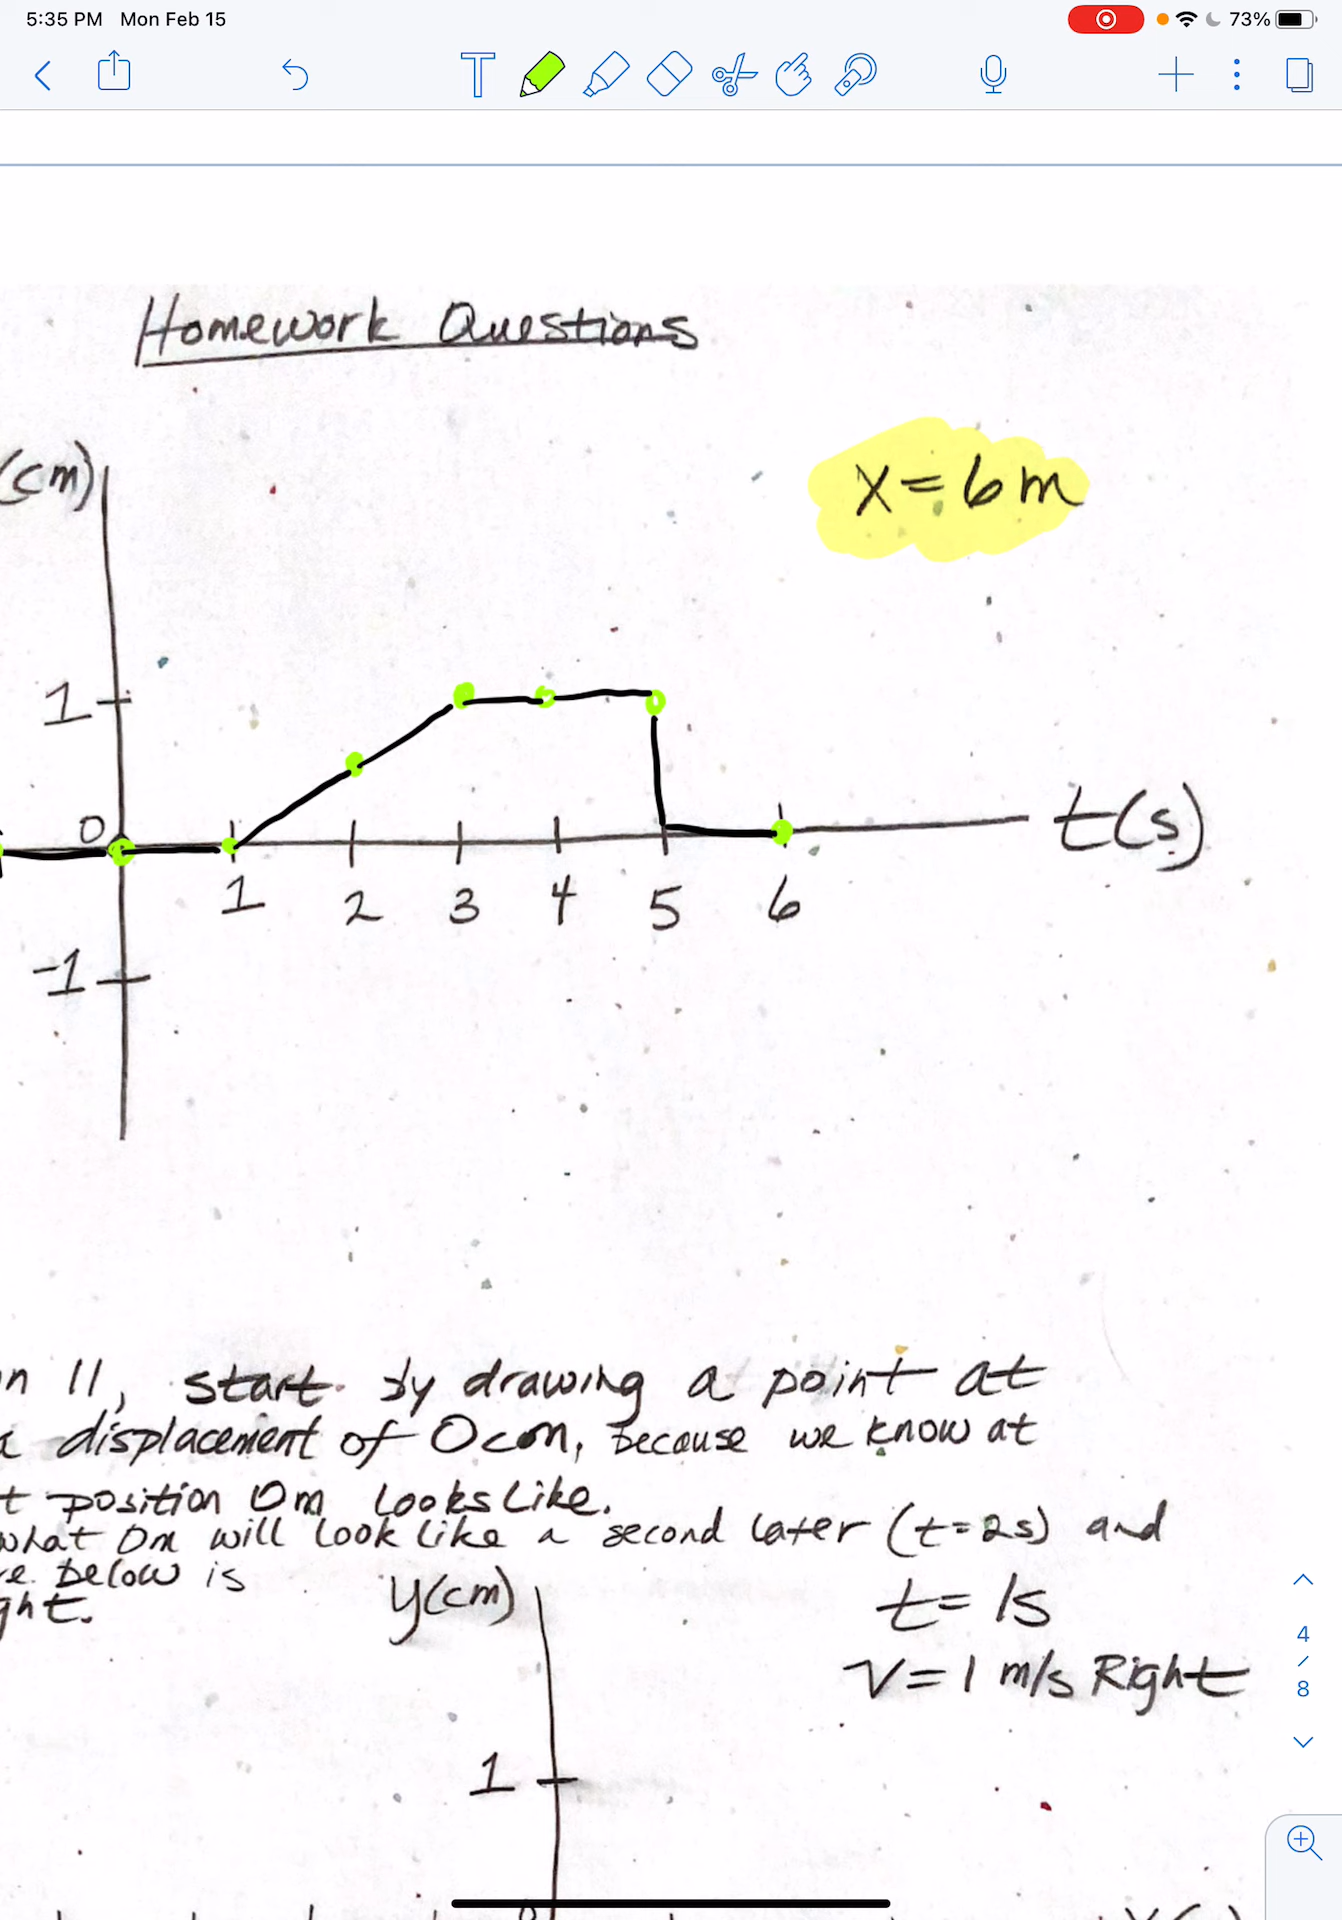 5:35 PM Mon Feb 15
73%
T
Homework Questions
(cm)
x = 6m
1
0
t(s)
1 2 3 4 5 6
-1
n 11, start by drawing a point at
a displacement of 0cm, because we know at
t position 0m looks like.
what 0m will look like a second later (t=2s) and
e below is
ght.
y(cm)
t = 1s
v = 1 m/s Right
4
/
8
1